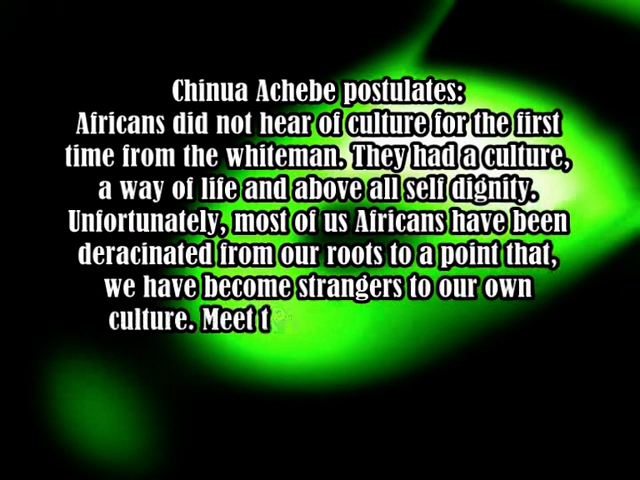 Chinua Achebe postulates:
Africans did not hear of culture for the first
time from the whiteman. They had a culture,
a way of life and above all self dignity.
Unfortunately, most of us Africans have been
deracinated from our roots to a point that,
we have become strangers to our own
culture. Meet t